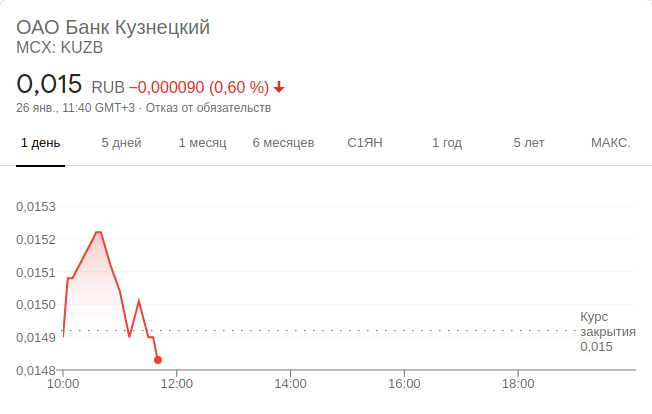 ОАО Банк Кузнецкий
MCX: KUZB
0,015 RUB −0,000090 (0,60 %)
26 янв., 11:40 GMT+3 · Отказ от обязательств
1 день 5 дней 1 месяц 6 месяцев С1ЯН 1 год 5 лет МАКС.
0,0153
0,0152
0,0151
0,0150
0,0149
0,0148
Курс
закрытия
0,015
10:00 12:00 14:00 16:00 18:00